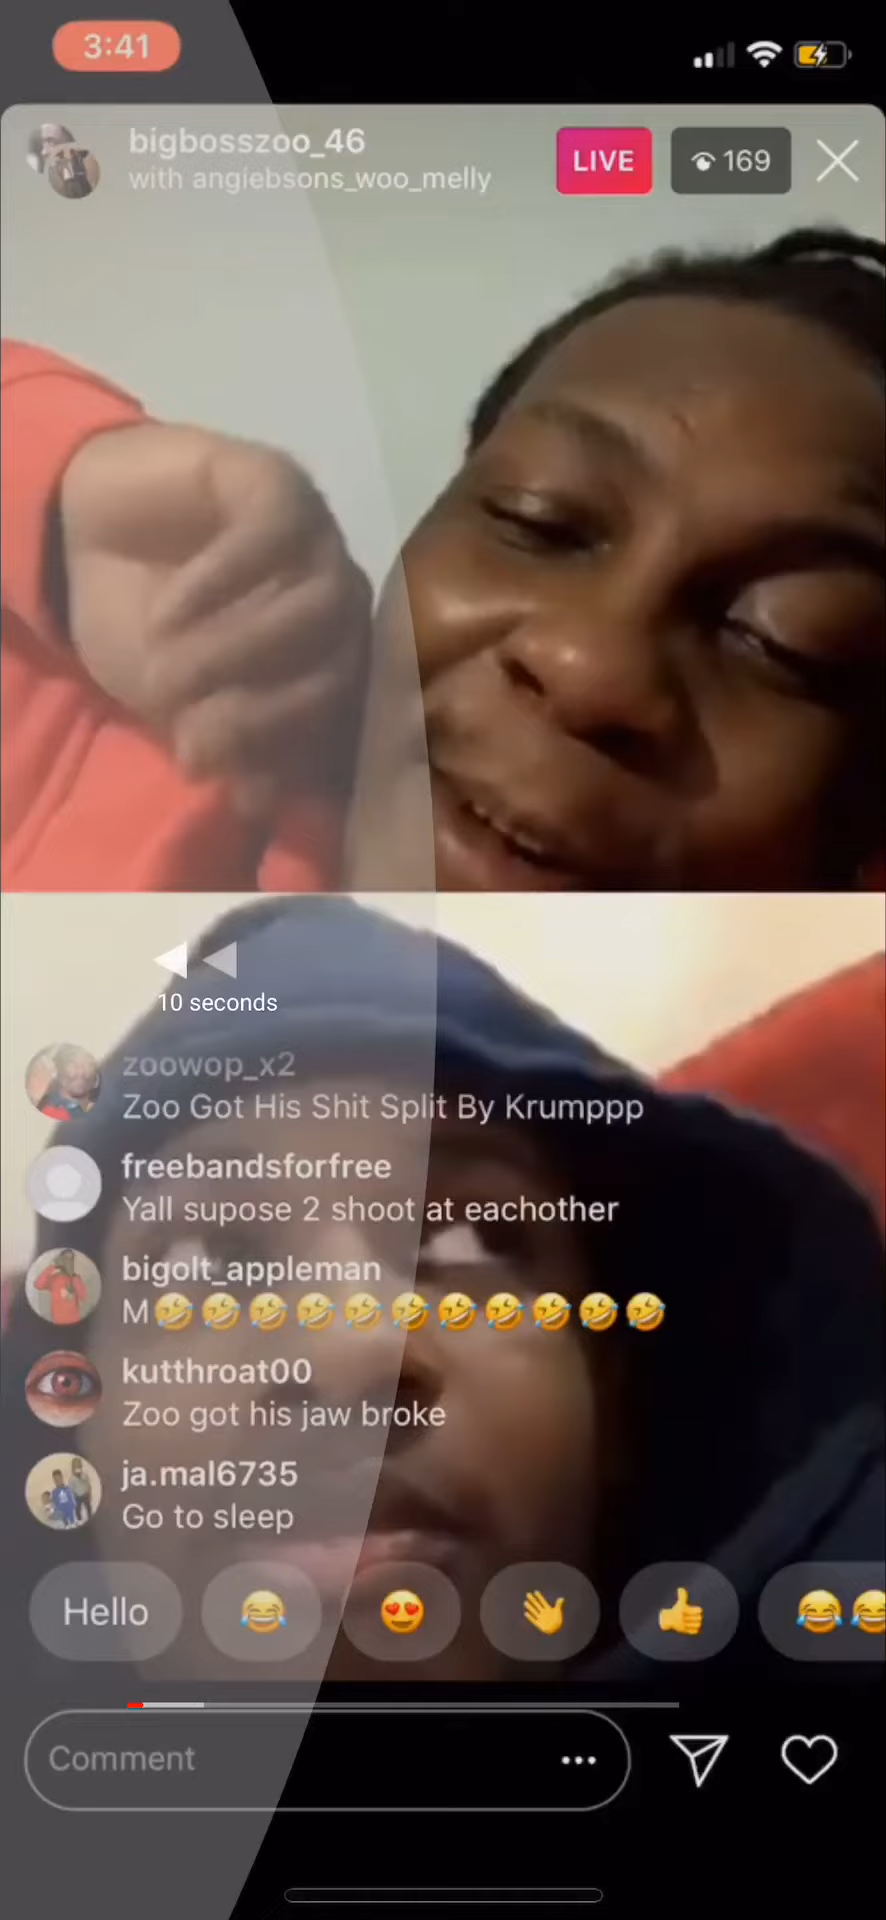 3:41
bigbosszoo_46
with angiebsons_woo_melly
LIVE
169
10 seconds
zoowop_x2
Zoo Got His Shit Split By Krumppp
freebandsforfree
Yall supose 2 shoot at eachother
bigolt_appleman
M🤣🤣🤣🤣🤣🤣🤣🤣🤣🤣🤣
kutthroat00
Zoo got his jaw broke
ja.mal6735
Go to sleep
Hello 😂 😍 👋 👍 😂😂
Comment